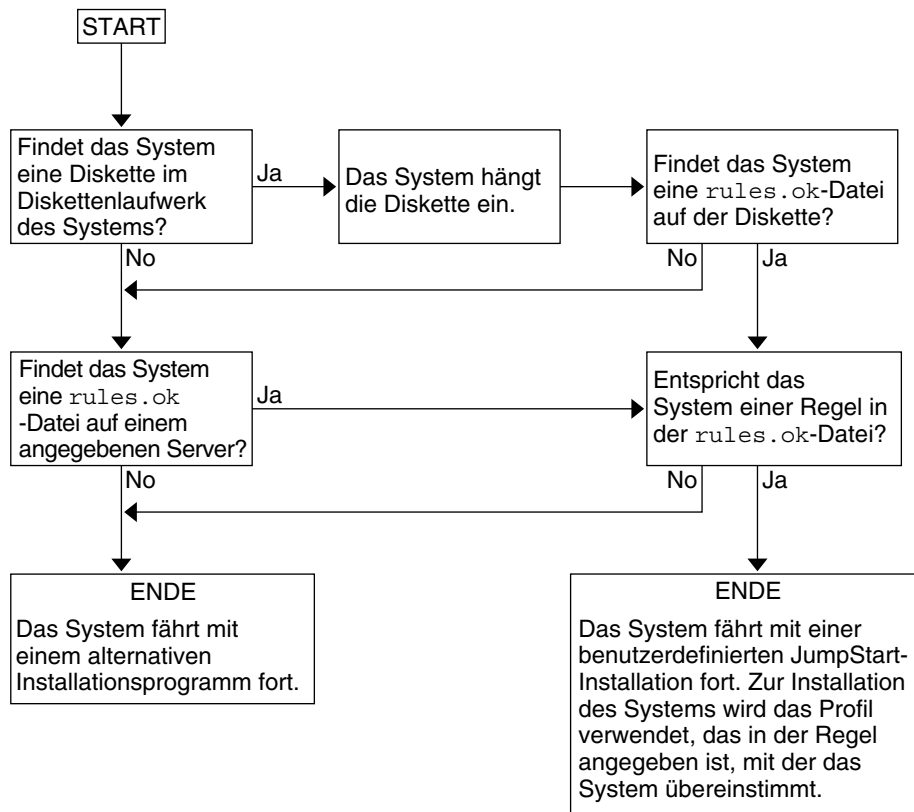 START
Findet das System
eine Diskette im
Diskettenlaufwerk
des Systems?
Ja
Das System hängt
die Diskette ein.
Findet das System
eine rules.ok-Datei
auf der Diskette?
No
No
Ja
Findet das System
eine rules.ok
-Datei auf einem
angegebenen Server?
Ja
Entspricht das
System einer Regel in
der rules.ok-Datei?
No
No
Ja
ENDE
Das System fährt mit
einem alternativen
Installationsprogramm fort.
ENDE
Das System fährt mit einer
benutzerdefinierten JumpStart-
Installation fort. Zur Installation
des Systems wird das Profil
verwendet, das in der Regel
angegeben ist, mit der das
System übereinstimmt.